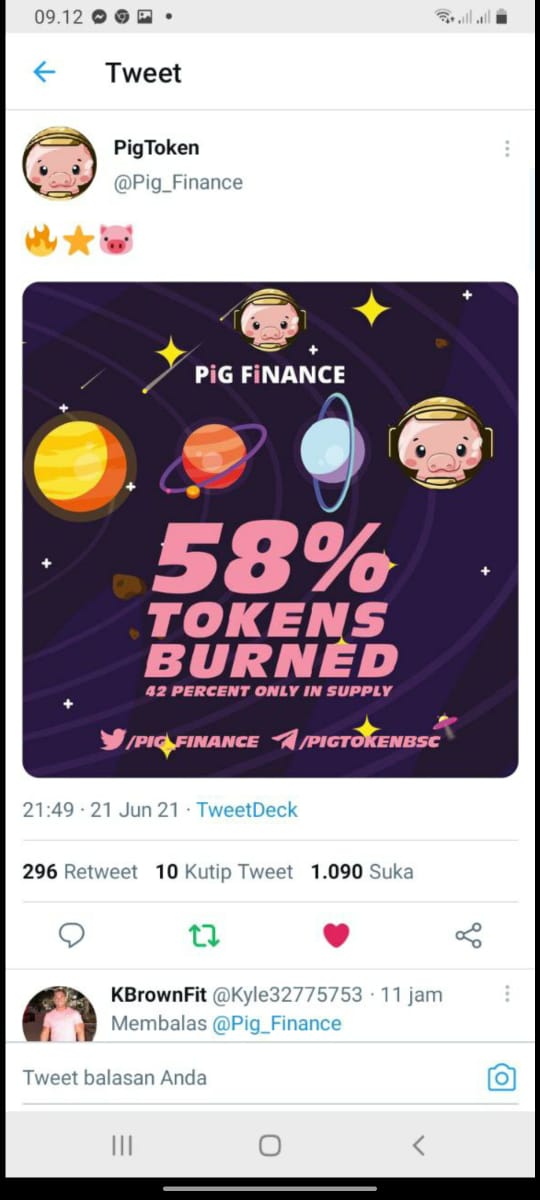 09.12
Tweet
PigToken
@Pig_Finance
PiG FiNANCE
58%
TOKENS
BURNED
42 PERCENT ONLY IN SUPPLY
/PIG_FINANCE /PIGTOKENBSC
21:49 · 21 Jun 21 · TweetDeck
296 Retweet 10 Kutip Tweet 1.090 Suka
KBrownFit @Kyle32775753 · 11 jam
Membalas @Pig_Finance
Tweet balasan Anda